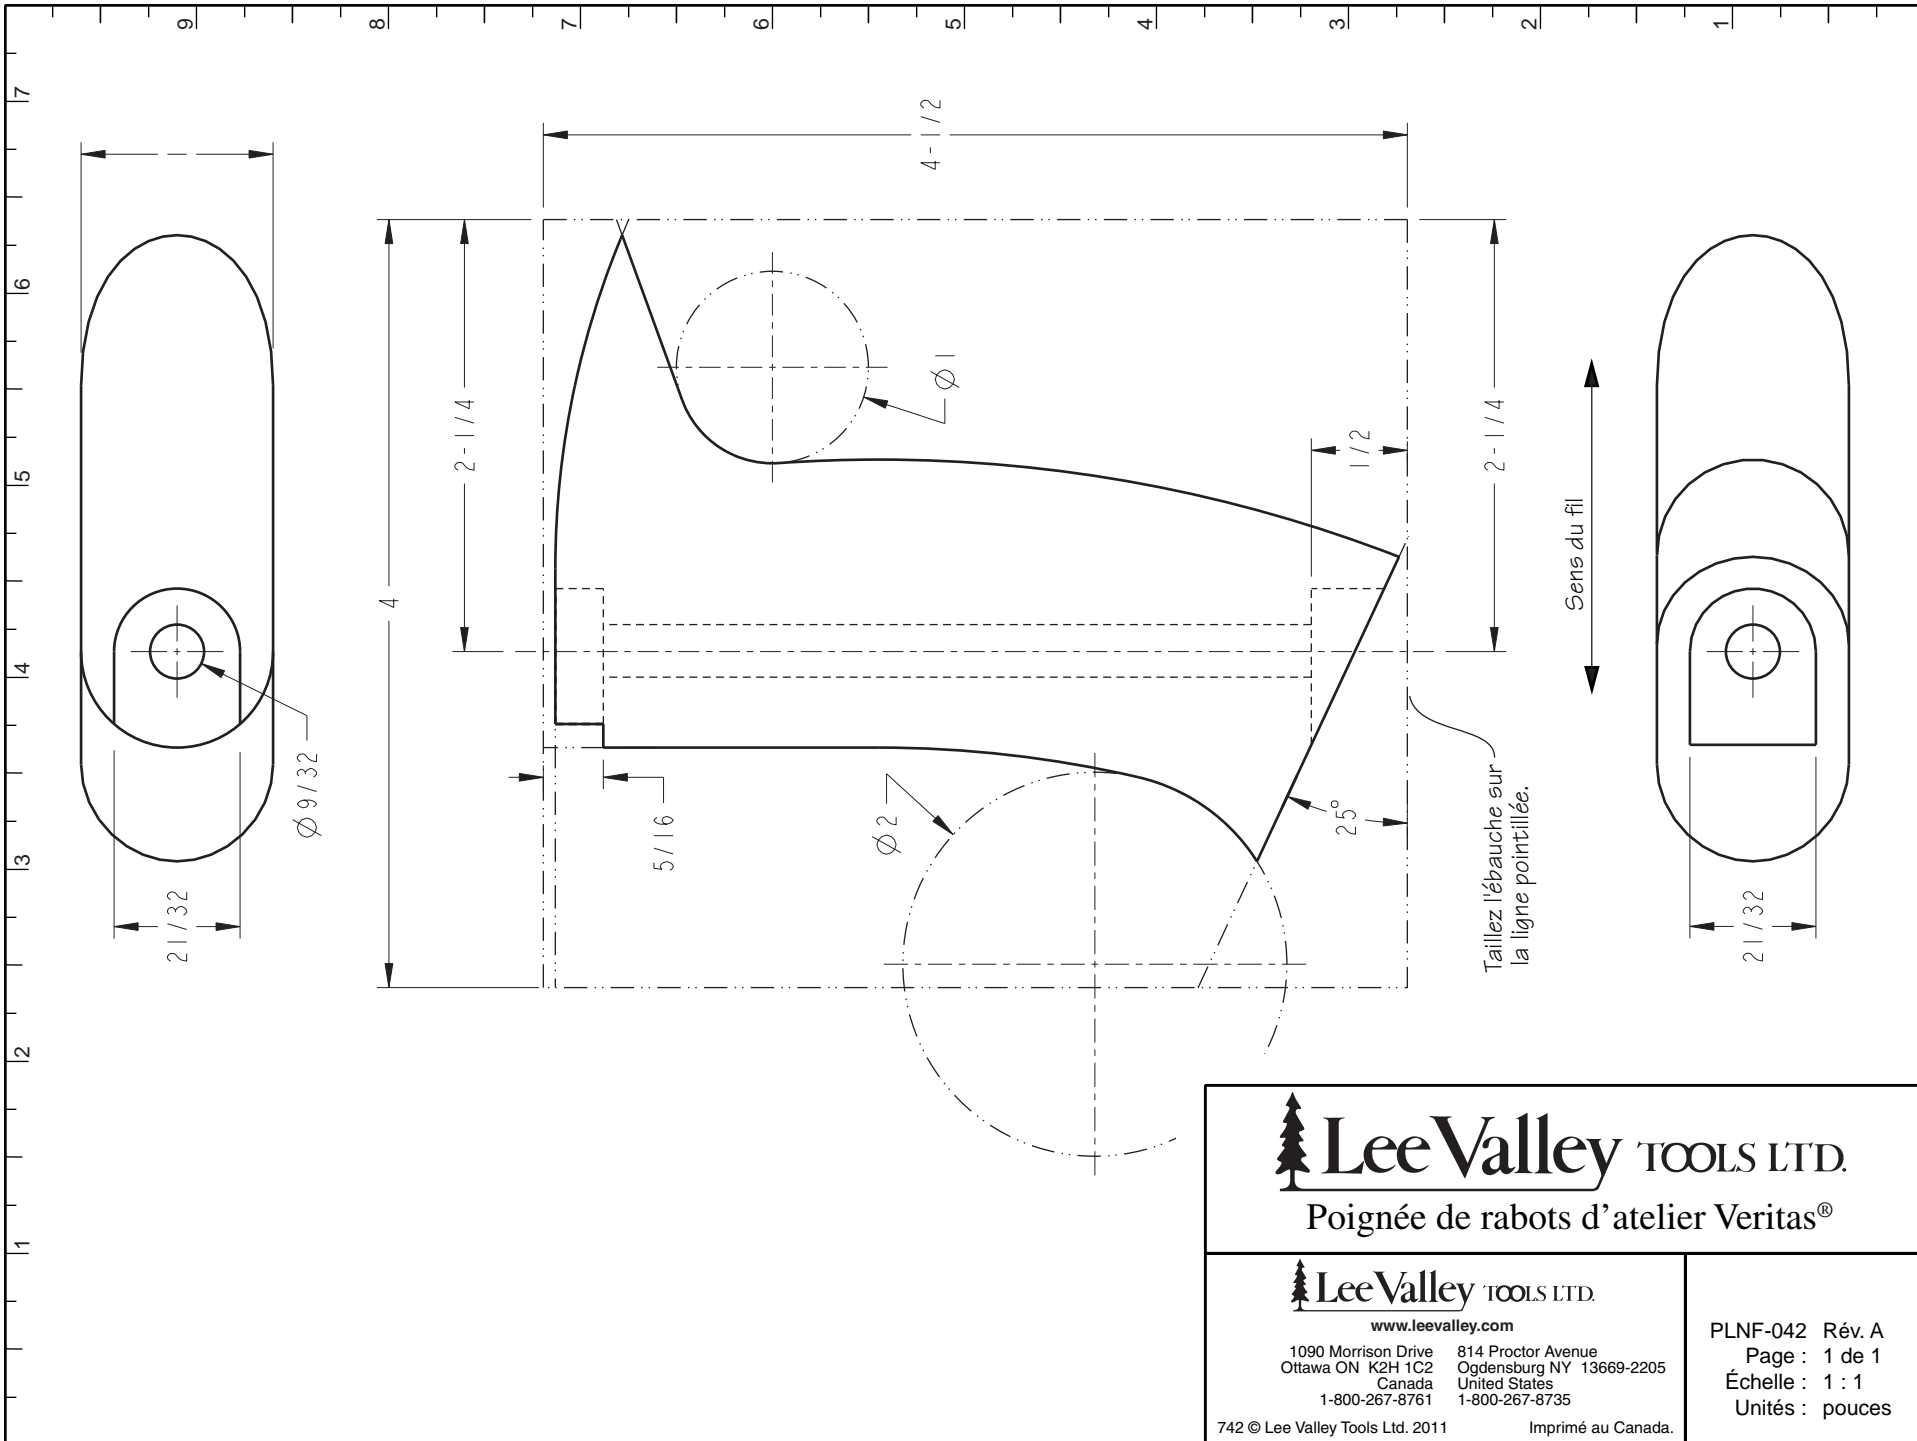 9 8 7 6 5 4 3 2 1
7
6
5
4
3
2
1
1
4-1/2
4
2-1/4
Ø 1
1/2
2-1/4
Sens du fil
Ø 9/32
21/32
5/16
Ø 2
25°
Taillez l'ébauche sur
la ligne pointillée.
21/32
Lee Valley TOOLS LTD.
Poignée de rabots d’atelier Veritas®
Lee Valley TOOLS LTD.
www.leevalley.com
1090 Morrison Drive 814 Proctor Avenue
Ottawa ON K2H 1C2 Ogdensburg NY 13669-2205
Canada United States
1-800-267-8761 1-800-267-8735
742 © Lee Valley Tools Ltd. 2011 Imprimé au Canada.
PLNF-042 Rév. A
Page : 1 de 1
Échelle : 1 : 1
Unités : pouces